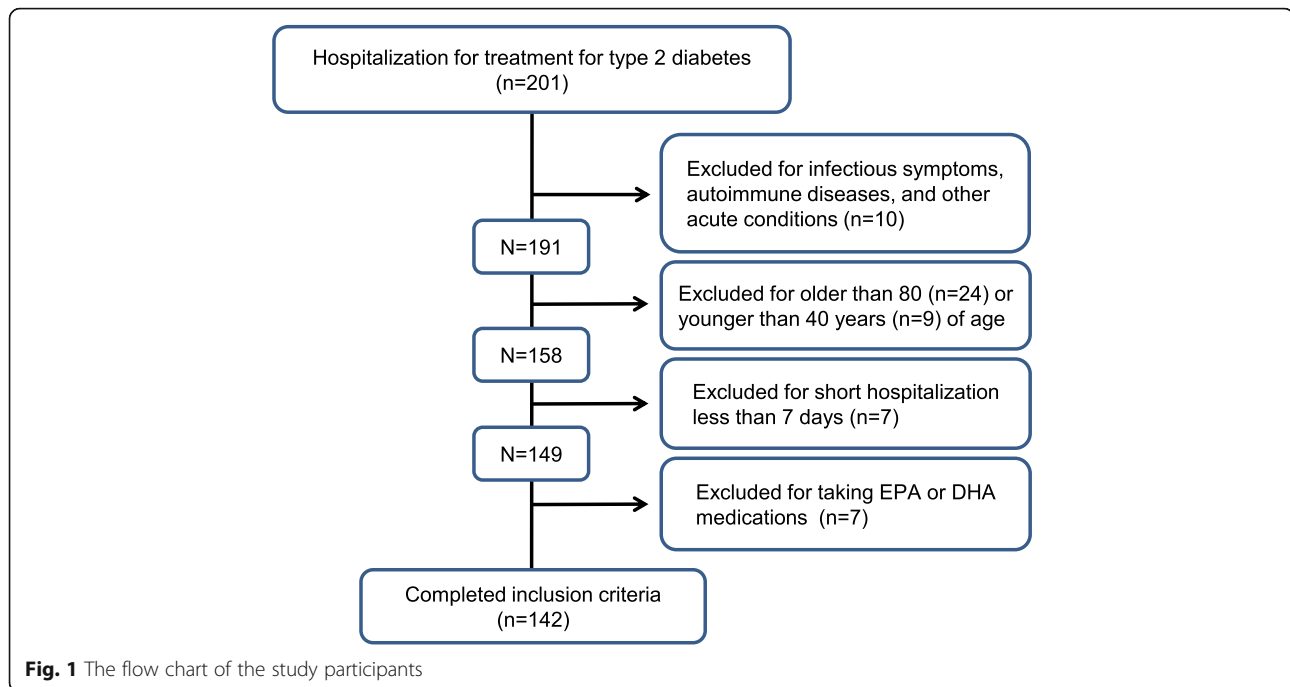 Hospitalization for treatment for type 2 diabetes
(n=201)
Excluded for infectious symptoms,
autoimmune diseases, and other
acute conditions (n=10)
N=191
Excluded for older than 80 (n=24) or
younger than 40 years (n=9) of age
N=158
Excluded for short hospitalization
less than 7 days (n=7)
N=149
Excluded for taking EPA or DHA
medications (n=7)
Completed inclusion criteria
(n=142)
Fig. 1 The flow chart of the study participants